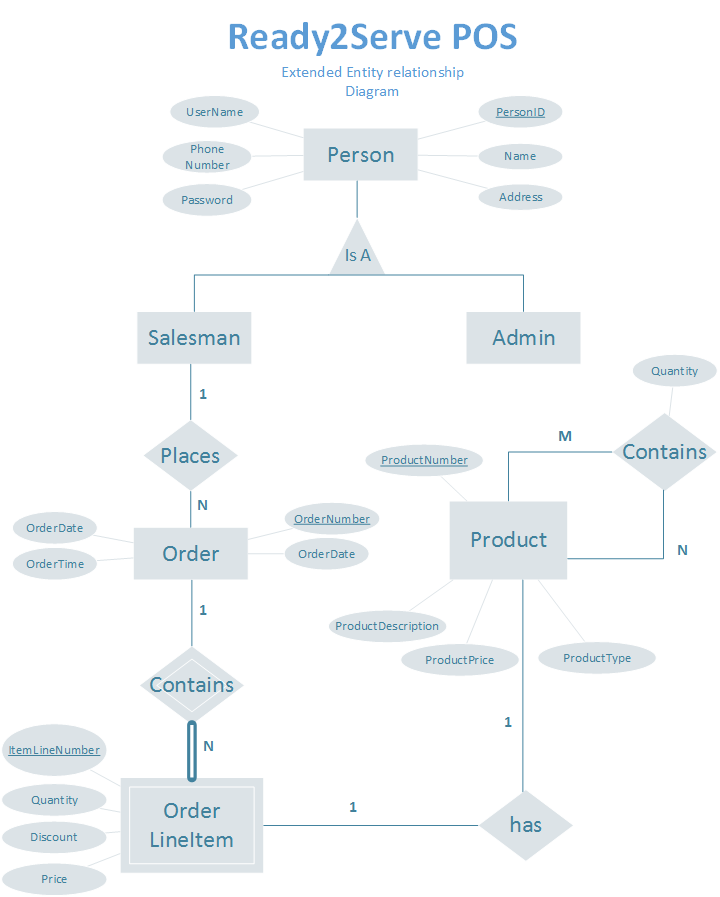 Ready2Serve POS
Extended Entity relationship
Diagram
UserName
PersonID
Person
Phone
Number
Name
Password
Address
Is A
Salesman
Admin
1
Quantity
M
Places
ProductNumber
Contains
N
OrderNumber
OrderDate
Order
OrderDate
OrderTime
Product
N
1
ProductDescription
ProductPrice
ProductType
Contains
1
N
ItemLineNumber
Quantity
Order
LineItem
1
has
Discount
Price